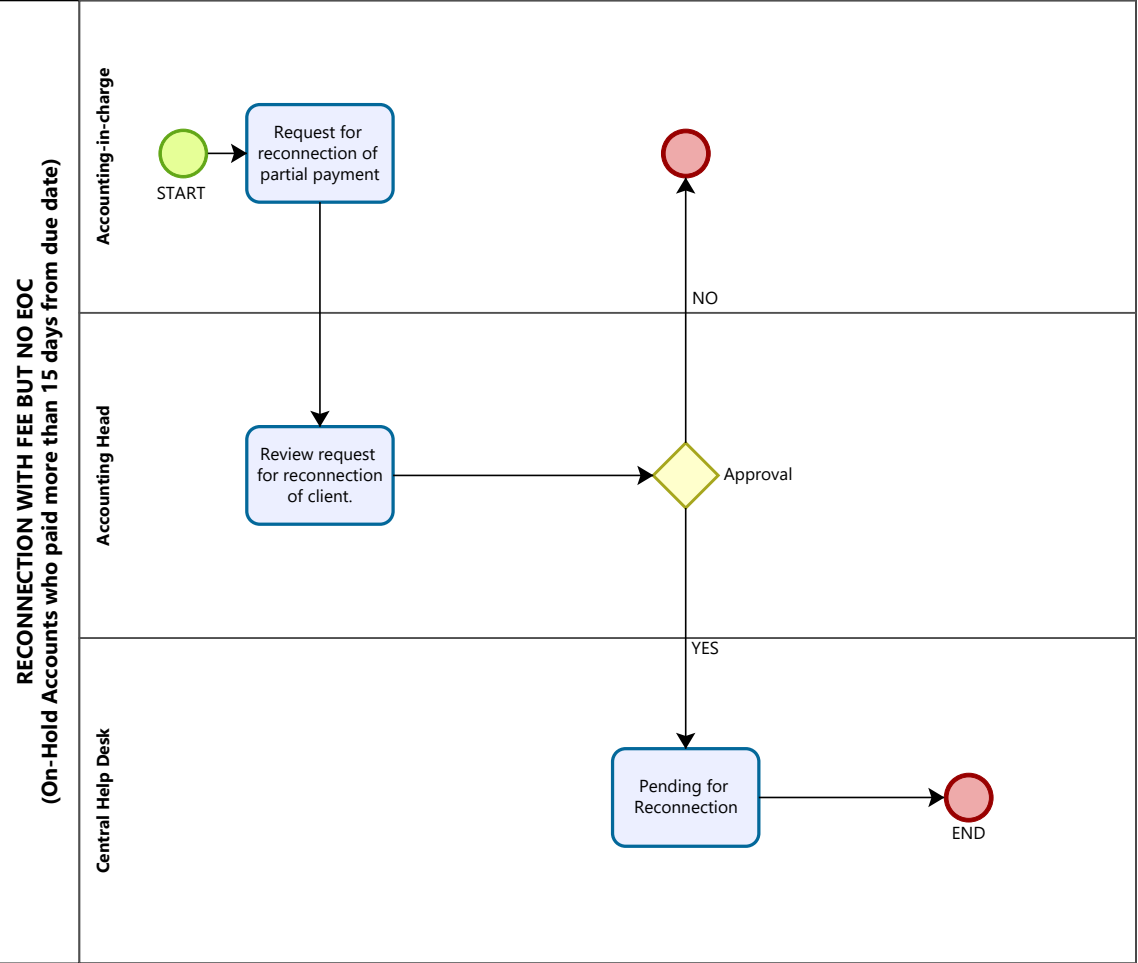 RECONNECTION WITH FEE BUT NO EOC
(On-Hold Accounts who paid more than 15 days from due date)
Accounting-in-charge
START
Request for
reconnection of
partial payment
NO
Accounting Head
Review request
for reconnection
of client.
Approval
YES
Central Help Desk
Pending for
Reconnection
END